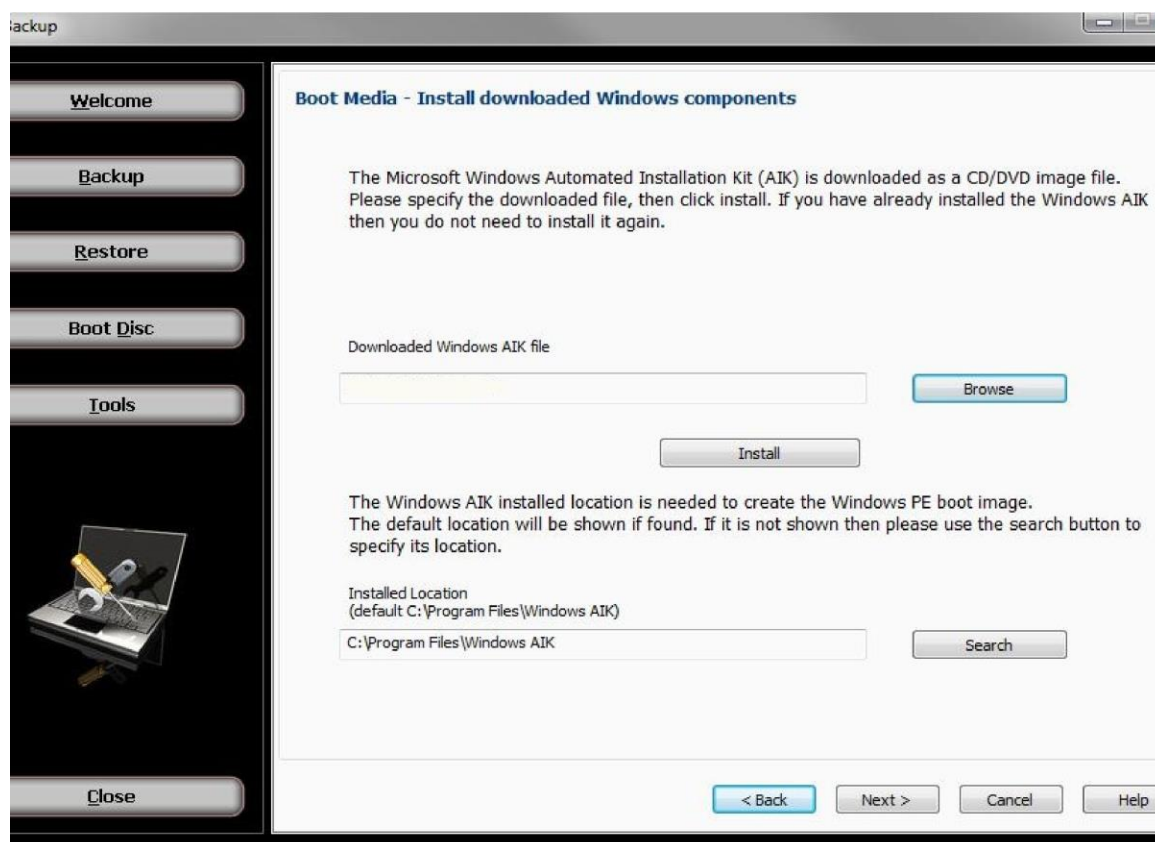 Backup
Welcome
Backup
Restore
Boot Disc
Tools
Close
Boot Media - Install downloaded Windows components
The Microsoft Windows Automated Installation Kit (AIK) is downloaded as a CD/DVD image file.
Please specify the downloaded file, then click install. If you have already installed the Windows AIK
then you do not need to install it again.
Downloaded Windows AIK file
Browse
Install
The Windows AIK installed location is needed to create the Windows PE boot image.
The default location will be shown if found. If it is not shown then please use the search button to
specify its location.
Installed Location
(default C:\Program Files\Windows AIK)
C:\Program Files\Windows AIK
Search
< Back
Next >
Cancel
Help